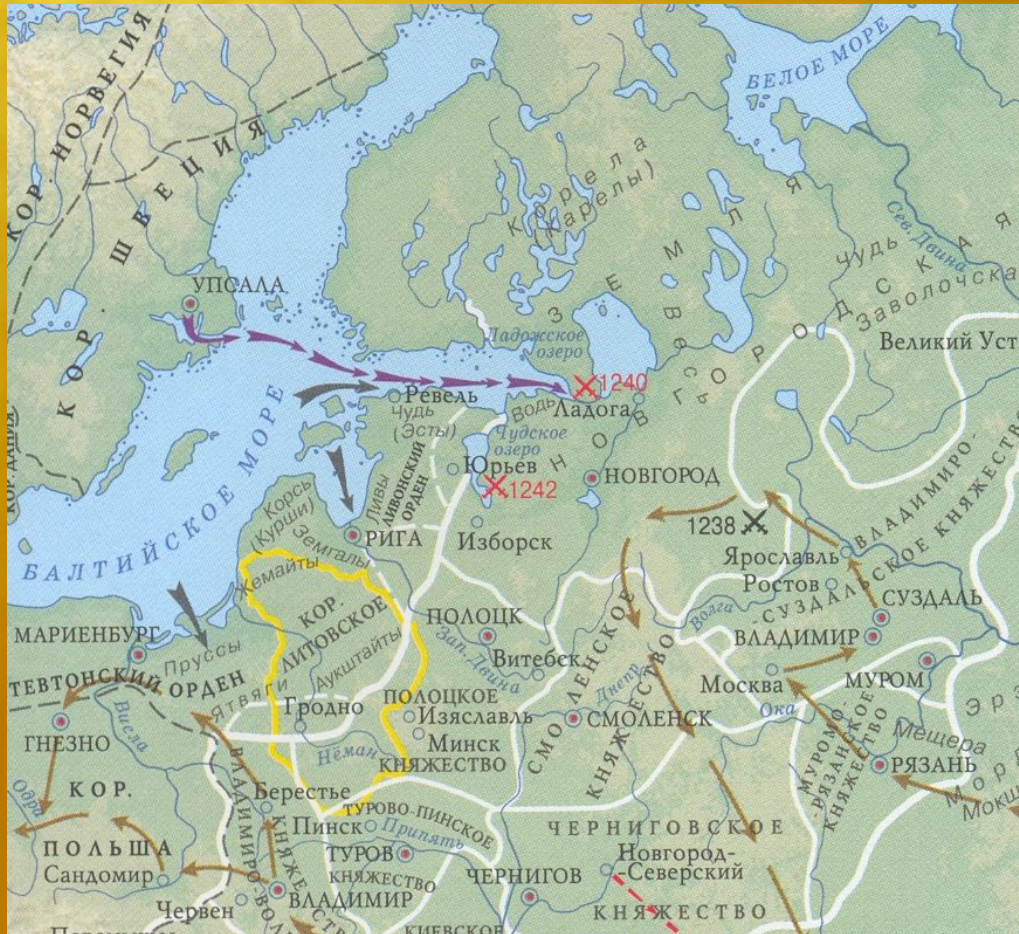 КОР. НОРВЕГИЯ
КОР. ШВЕЦИЯ
БЕЛОЕ МОРЕ
Корела
(Карелы)
Сев. Двина
Чудь
Заволочская
НОВГОРОДСКАЯ
ЗЕМЛЯ
Весь
УПСАЛА
Ладожское
озеро
Великий Уст
1240
Ревель
Чудь
(Эсты)
Водь
Ладога
Чудское
озеро
КОР. ДАНИЯ
БАЛТИЙСКОЕ МОРЕ
Юрьев
1242
НОВГОРОД
Ливы
ЛИВОНСКИЙ
ОРДЕН
Корсь
(Курши)
Земгалы
РИГА
Изборск
1238
ВЛАДИМИРО-
-СУЗДАЛЬСКОЕ КНЯЖЕСТВО
Ярославль
Ростов
СУЗДАЛЬ
Волга
ВЛАДИМИР
Жемайты
КОР.
ЛИТОВСКОЕ
Аукштайты
ПОЛОЦК
Зап. Двина
Витебск
МАРИЕНБУРГ
Пруссы
ТЕВТОНСКИЙ ОРДЕН
Ятвяги
Висла
Москва
Ока
МУРОМ
МУРОМО-
-РЯЗАНСКОЕ
КНЯЖЕСТВО
Мещера
РЯЗАНЬ
СМОЛЕНСКОЕ
КНЯЖЕСТВО
Днепр
СМОЛЕНСК
ПОЛОЦКОЕ
Изяславль
Минск
КНЯЖЕСТВО
Гродно
Нёман
ГНЕЗНО
Одра
КОР.
ПОЛЬША
Сандомир
Берестье
Пинск
ТУРОВО-ПИНСКОЕ
Припять
ТУРОВ
КНЯЖЕСТВО
ЧЕРНИГОВСКОЕ
Новгород-
-Северский
ЧЕРНИГОВ
КНЯЖЕСТВО
ВЛАДИМИР
Червен
КИЕВСКОЕ